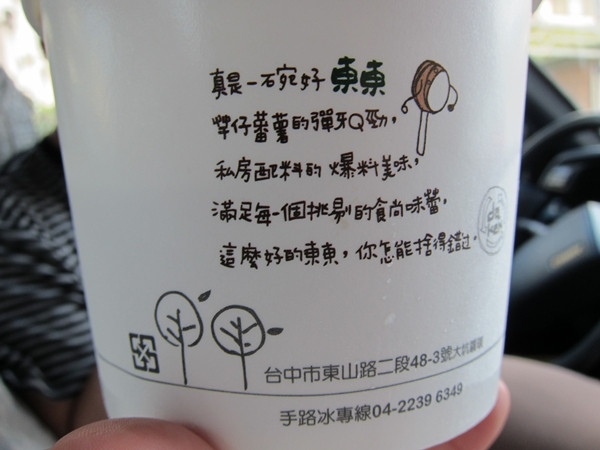 真是一碗好東東
帶仔蕃薯的彈牙Q勁，
私房配料的爆料美味，
滿足每一個挑剔的食尚味蕾。
這麼好的東東，你怎能捨得錯過。
台中市東山路二段48-3號大坑
手路冰專線04-2239 6349